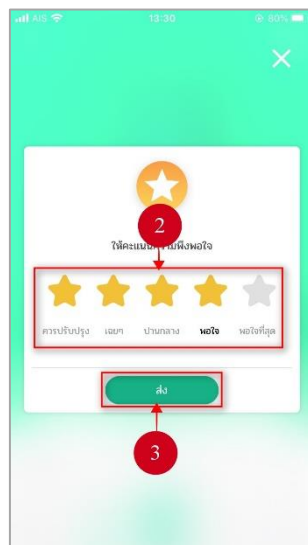 AIS 13:30 80%
2
ให้คะแนนความพึงพอใจ
ควรปรับปรุง เฉยๆ ปานกลาง พอใจ พอใจที่สุด
ส่ง
3